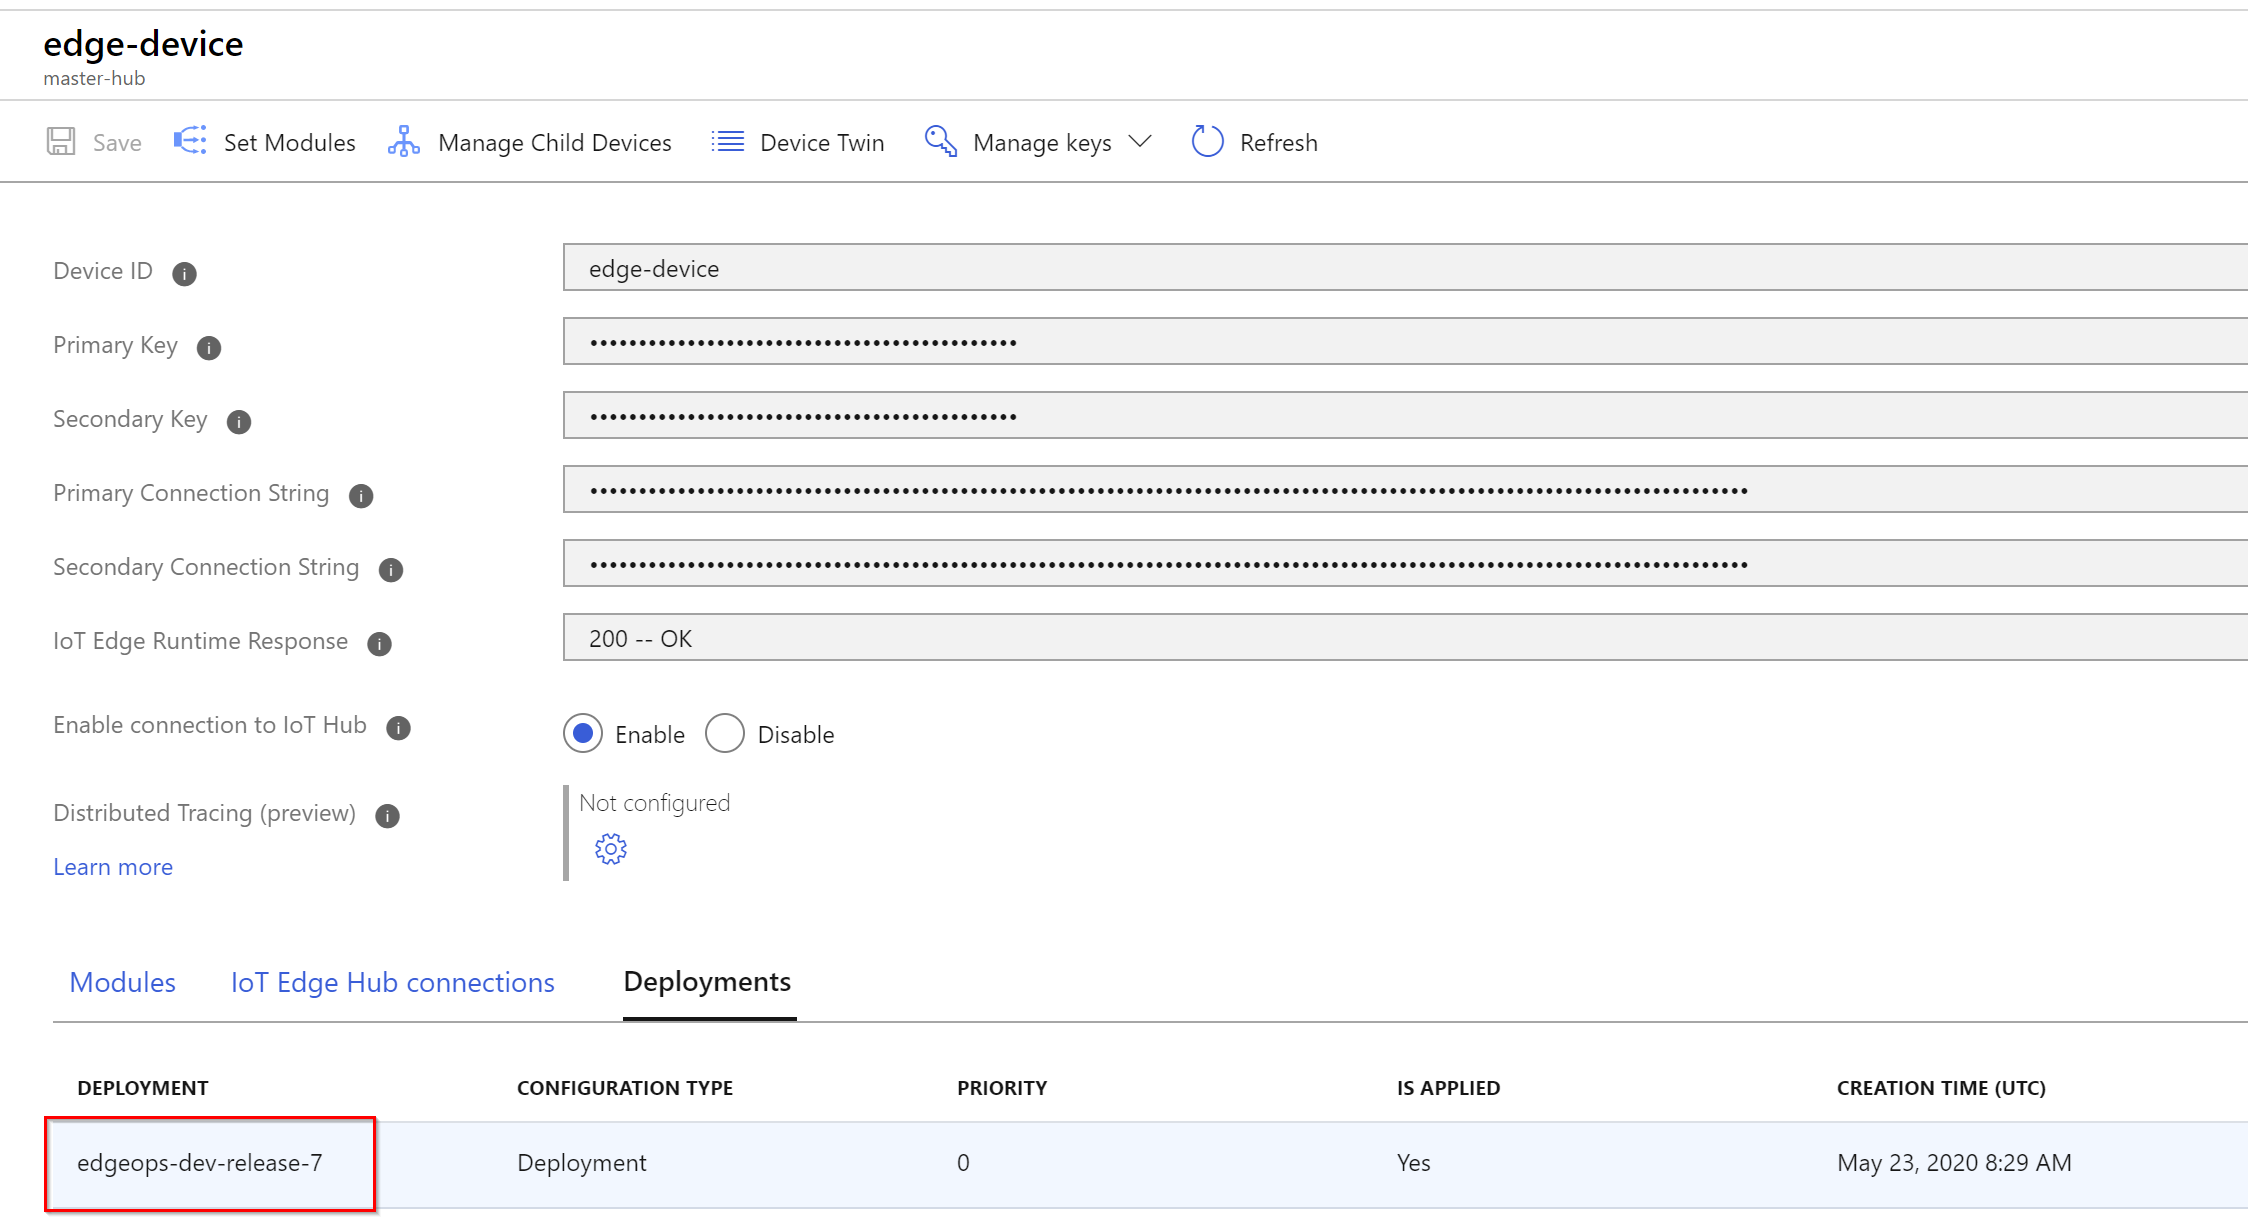 edge-device
master-hub
Save Set Modules Manage Child Devices Device Twin Manage keys Refresh
Device ID edge-device
Primary Key ••••••••••••••••••••••••••••••••••••••••••••
Secondary Key ••••••••••••••••••••••••••••••••••••••••••••
Primary Connection String
Secondary Connection String
IoT Edge Runtime Response 200 -- OK
Enable connection to IoT Hub Enable Disable
Distributed Tracing (preview) Not configured
Learn more
Modules IoT Edge Hub connections Deployments
DEPLOYMENT CONFIGURATION TYPE PRIORITY IS APPLIED CREATION TIME (UTC)
edgeops-dev-release-7 Deployment 0 Yes May 23, 2020 8:29 AM